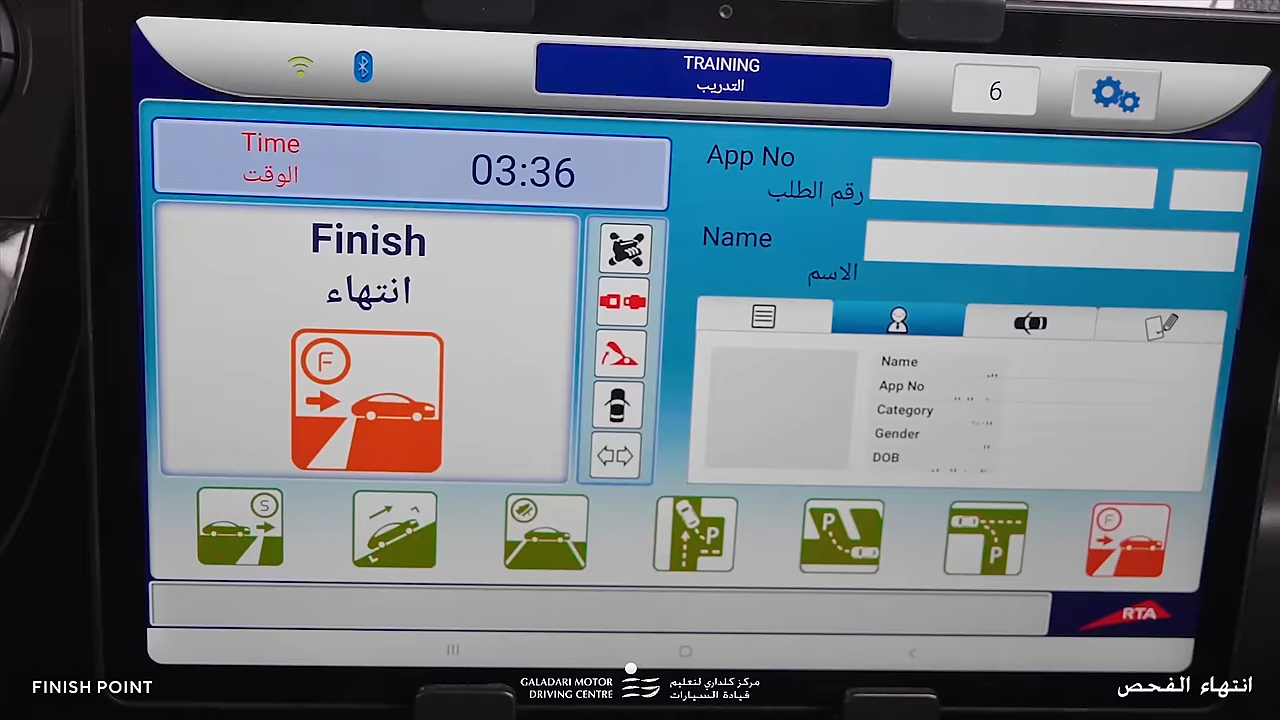 TRAINING
التدريب
6
Time
الوقت
03:36
App No
رقم الطلب
Name
الاسم
Finish
انتهاء
F
Name
App No
Category
Gender
DOB
S
P
P
P
F
RTA
FINISH POINT
GALADARI MOTOR
DRIVING CENTRE
مركز كلداري لتعليم
قيادة السيارات
انتهاء الفحص